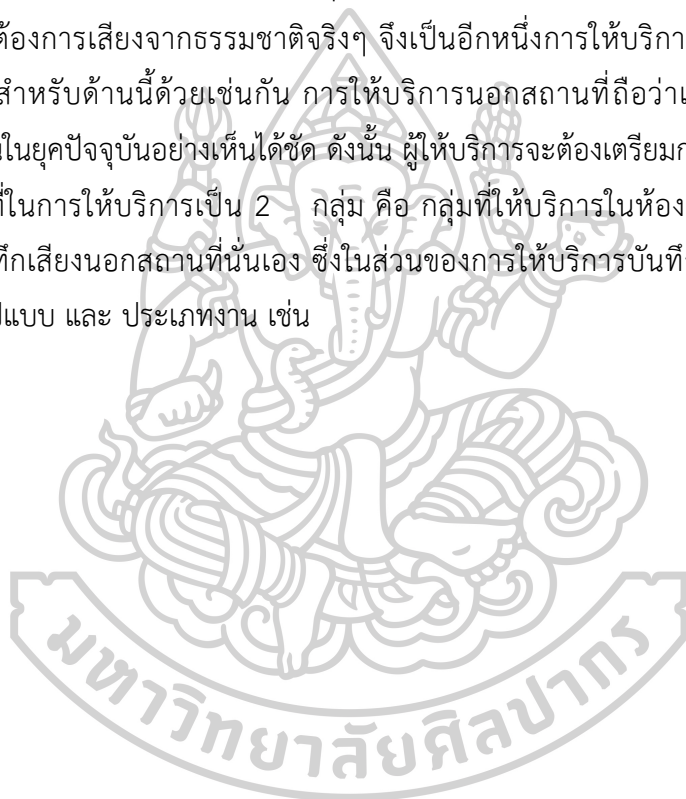 ต้องการเสียงจากธรรมชาติจริงๆ จึงเป็นอีกหนึ่งการให้บริกา
สำหรับด้านนี้ด้วยเช่นกัน การให้บริการนอกสถานที่ถือว่าเ
นในยุคปัจจุบันอย่างเห็นได้ชัด ดังนั้น ผู้ให้บริการจะต้องเตรียม
ที่ในการให้บริการเป็น 2 กลุ่ม คือ กลุ่มที่ให้บริการในห้อง
ทึกเสียงนอกสถานที่นั่นเอง ซึ่งในส่วนของการให้บริการบันทึ
ปแบบ และ ประเภทงาน เช่น
มหาวิทยาลัยศิลปากร